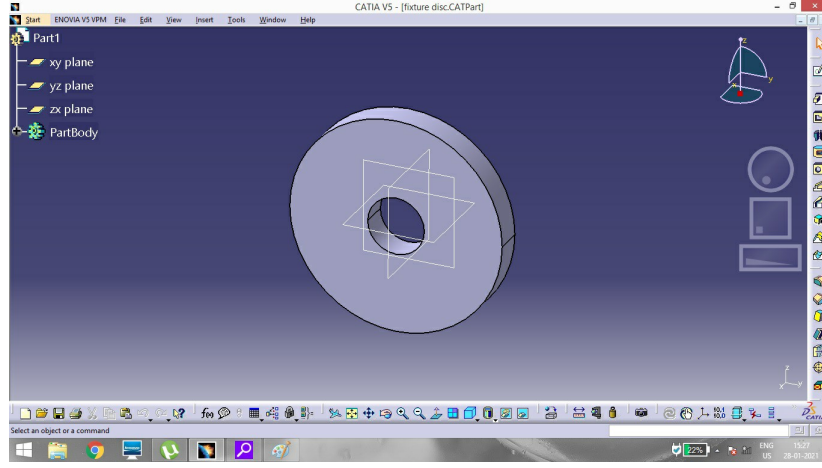 CATIA V5 - [fixture disc.CATPart]
Start ENOVIA V5 VPM File Edit View Insert Tools Window Help
Part1
xy plane
yz plane
zx plane
PartBody
z
y
x
z
x y
Select an object or a command
22%
ENG 15:27
US 28-01-2021